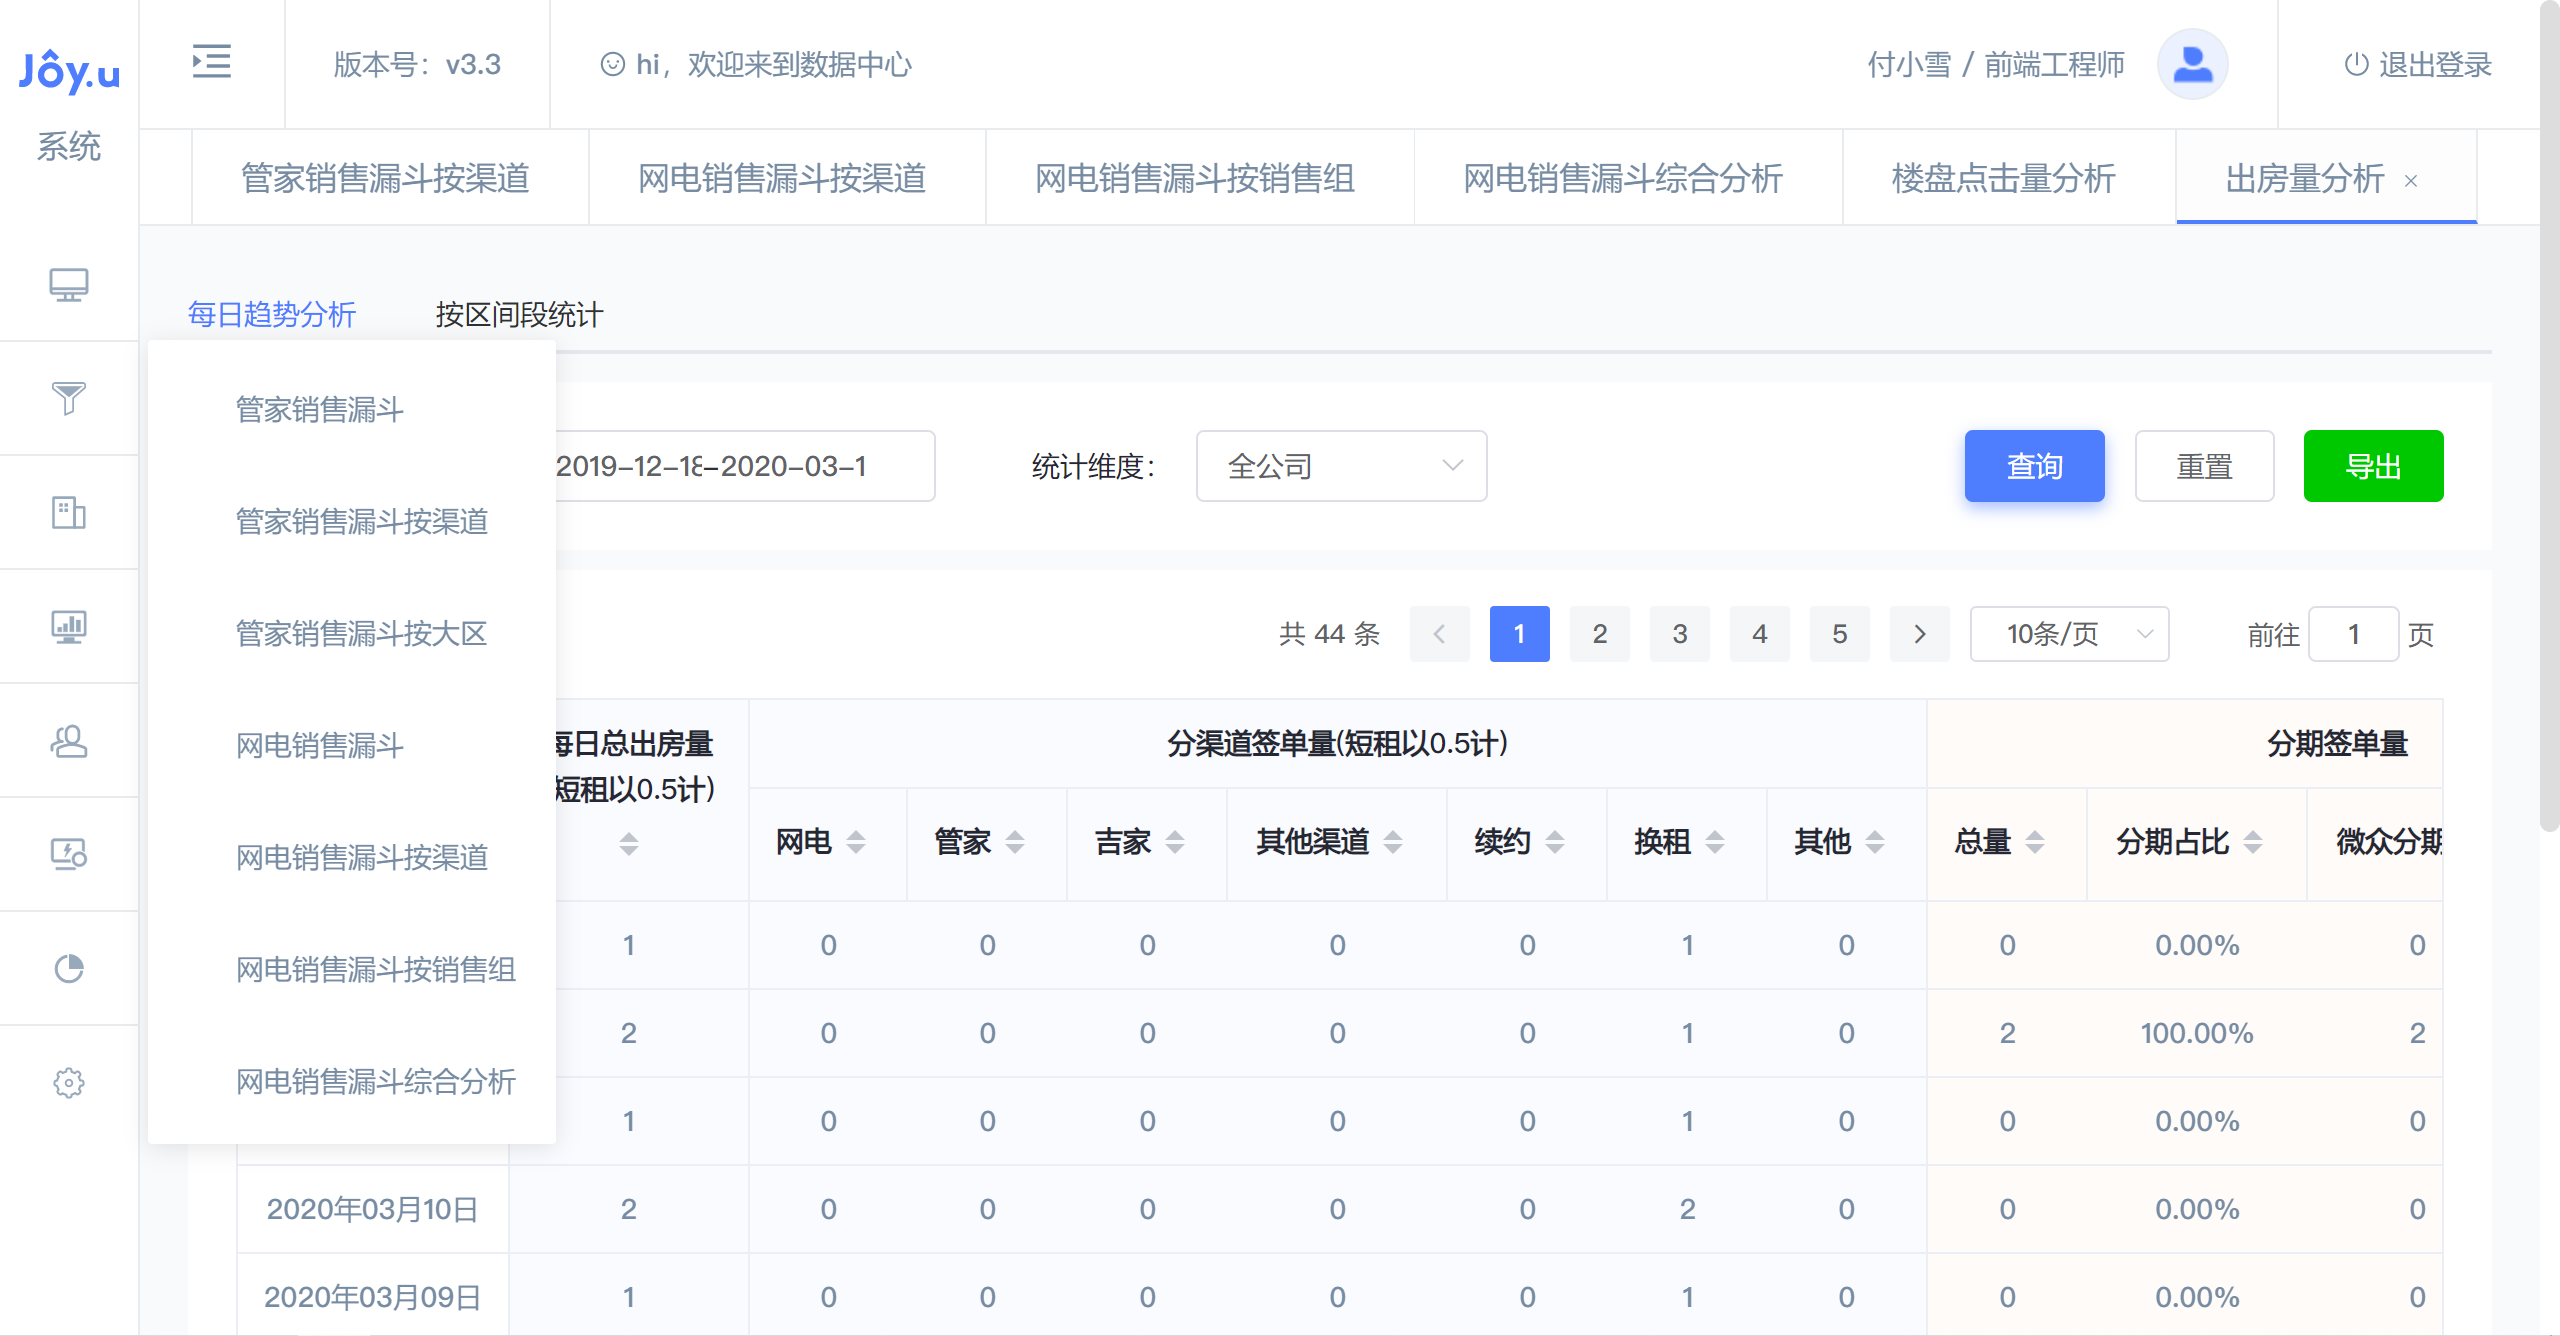 Joy.u
系统
版本号：v3.3
hi，欢迎来到数据中心
付小雪 / 前端工程师
退出登录
管家销售漏斗按渠道
网电销售漏斗按渠道
网电销售漏斗按销售组
网电销售漏斗综合分析
楼盘点击量分析
出房量分析
每日趋势分析
按区间段统计
管家销售漏斗
管家销售漏斗按渠道
管家销售漏斗按大区
网电销售漏斗
网电销售漏斗按渠道
网电销售漏斗按销售组
网电销售漏斗综合分析
2019-12-18-2020-03-1
统计维度：
全公司
查询
重置
导出
共 44 条
1 2 3 4 5
10条/页
前往 1 页
每日总出房量
短租以0.5计)
分渠道签单量(短租以0.5计)
分期签单量
网电 管家 吉家 其他渠道 续约 换租 其他 总量 分期占比 微众分期
1 0 0 0 0 0 1 0 0 0.00% 0
2 0 0 0 0 0 1 0 2 100.00% 2
1 0 0 0 0 0 1 0 0 0.00% 0
2020年03月10日 2 0 0 0 0 0 2 0 0 0.00% 0
2020年03月09日 1 0 0 0 0 0 1 0 0 0.00% 0